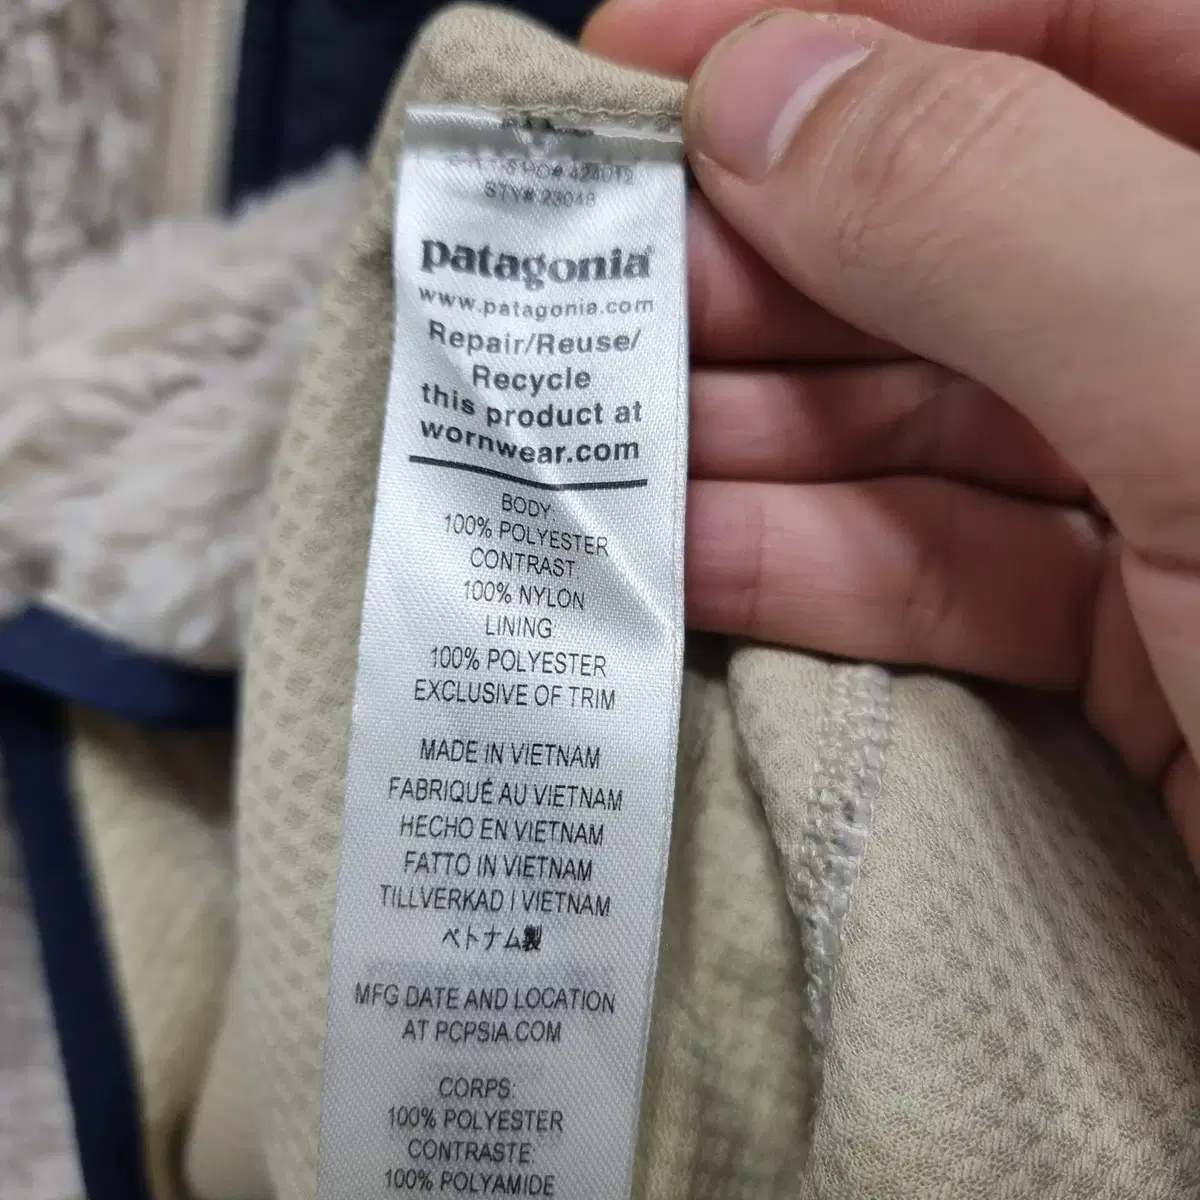 STY# 23048
patagonia
www.patagonia.com
Repair/Reuse/
Recycle
this product at
wornwear.com
BODY:
100% POLYESTER
CONTRAST:
100% NYLON
LINING
100% POLYESTER
EXCLUSIVE OF TRIM
MADE IN VIETNAM
FABRIQUÉ AU VIETNAM
HECHO EN VIETNAM
FATTO IN VIETNAM
TILLVERKAD I VIETNAM
ベトナム製
MFG DATE AND LOCATION
AT PCPSIA.COM
CORPS:
100% POLYESTER
CONTRASTE:
100% POLYAMIDE